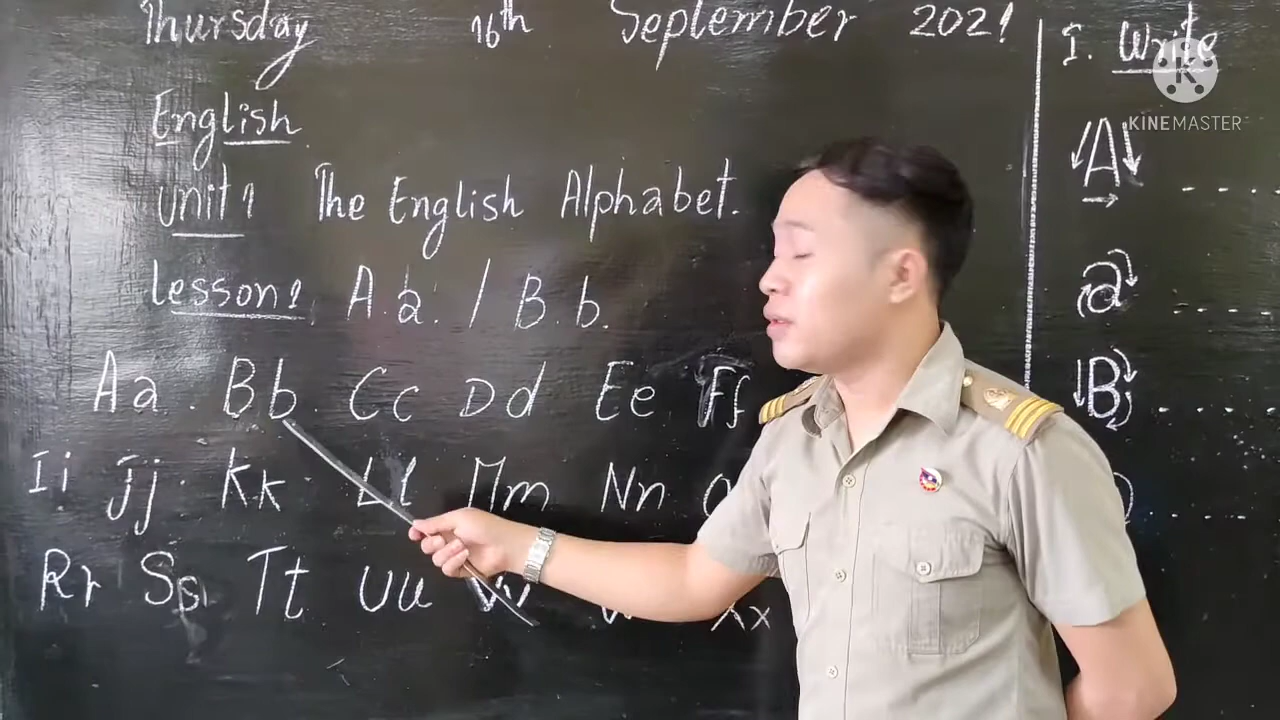 Thursday 16th September 2021
English
Unit 1 The English Alphabet.
Lesson 1 A.a. / B.b.
Aa. Bb. Cc Dd Ee Ff
Ii Jj. Kk Ll Mm Nn
Rr Ss Tt Uu Vv Xx
I. Write
A
a
B
KINEMASTER